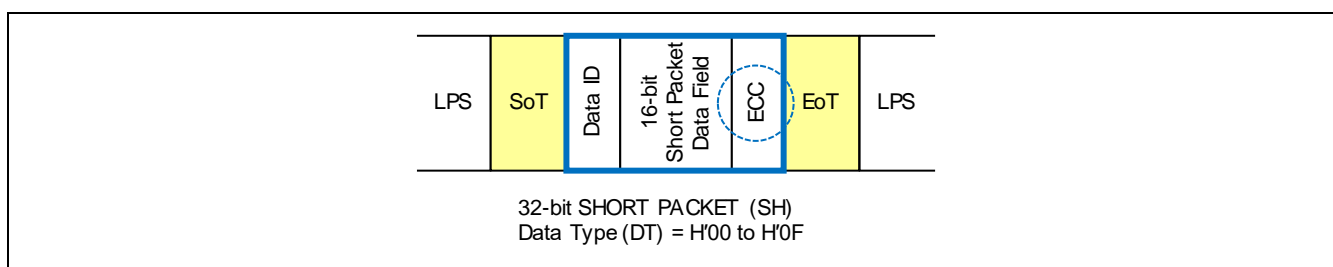 LPS
SoT
Data ID
16-bit
Short Packet
Data Field
ECC
EoT
LPS
32-bit SHORT PACKET (SH)
Data Type (DT) = H'00 to H'0F